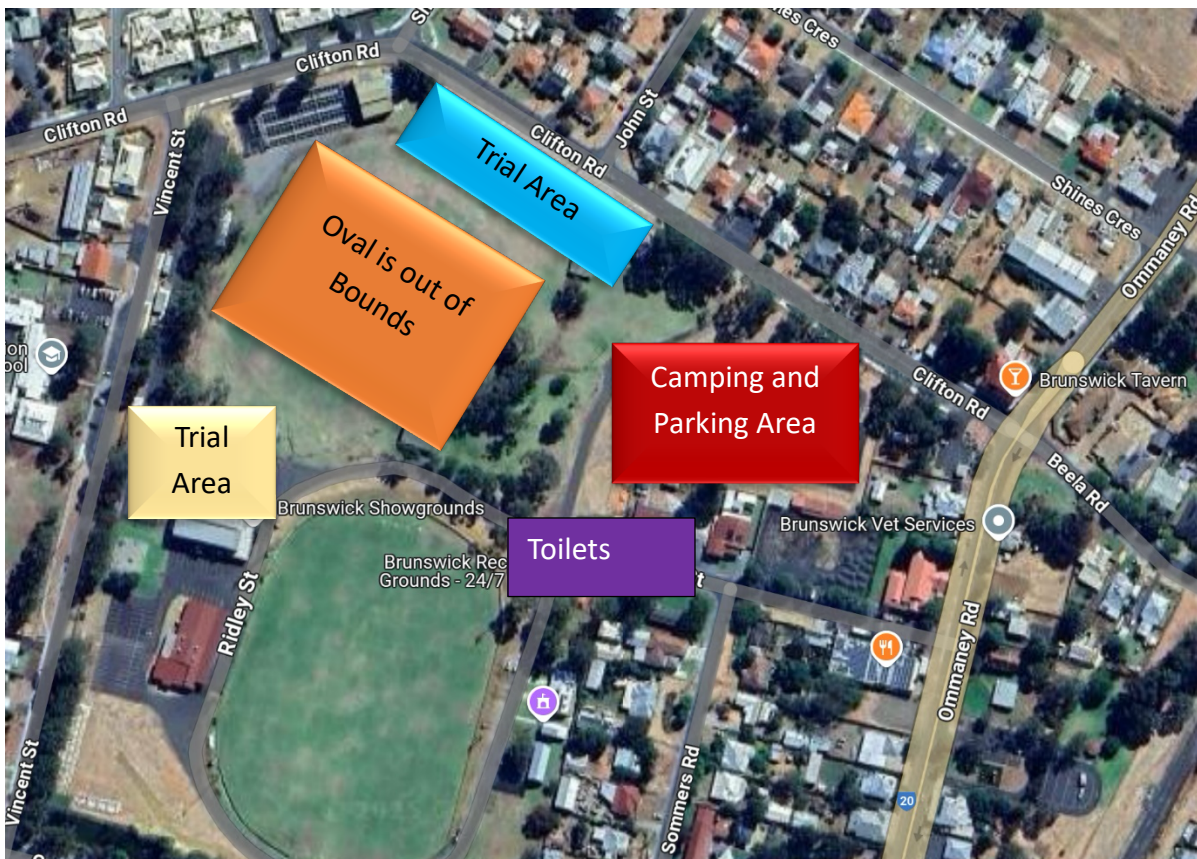 Shines Cres
Clifton Rd
Clifton Rd
John St
Clifton Rd
Trial Area
Vincent St
Shines Cres
Ommaney Rd
Oval is out of
Bounds
ool
Camping and
Parking Area
Brunswick Tavern
Clifton Rd
Trial
Area
Beela Rd
Brunswick Showgrounds
Brunswick Vet Services
Toilets
Brunswick Rec
Grounds - 24/7
Ridley St
Ommaney Rd
Vincent St
Sommers Rd
20